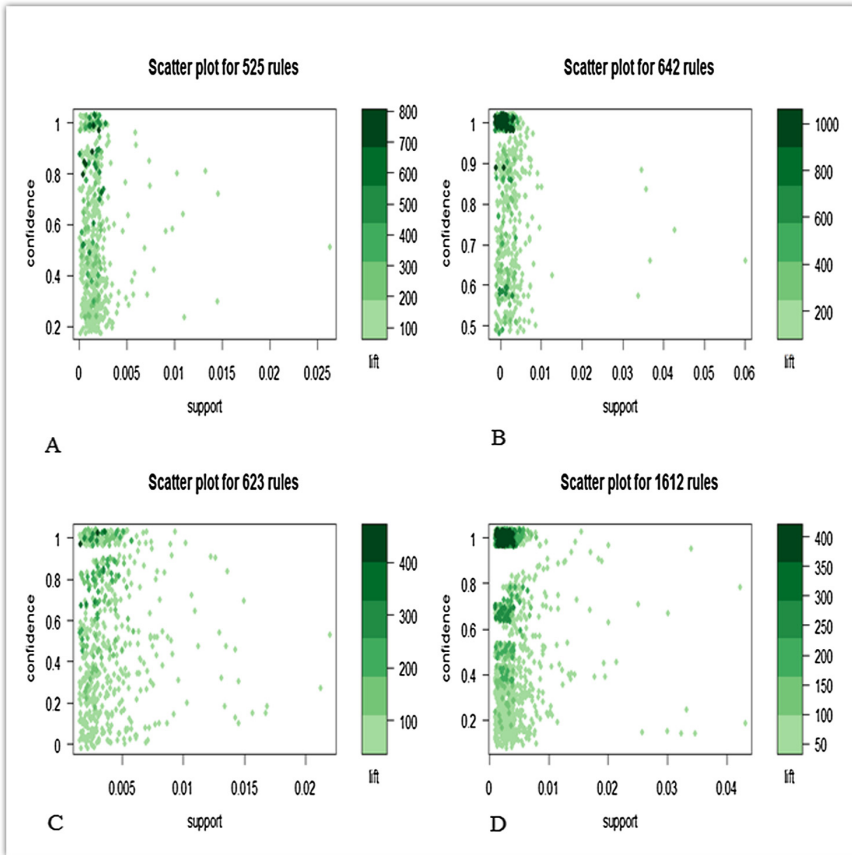 Scatter plot for 525 rules
1
0.8
0.6
0.4
0.2
confidence
0 0.005 0.01 0.015 0.02 0.025
support
800
700
600
500
400
300
200
100
lift
A
Scatter plot for 642 rules
1
0.9
0.8
0.7
0.6
0.5
confidence
0 0.01 0.02 0.03 0.04 0.05 0.06
support
1000
800
600
400
200
lift
B
Scatter plot for 623 rules
1
0.8
0.6
0.4
0.2
0
confidence
0.005 0.01 0.015 0.02
support
400
300
200
100
lift
C
Scatter plot for 1612 rules
1
0.8
0.6
0.4
0.2
confidence
0 0.01 0.02 0.03 0.04
support
400
350
300
250
200
150
100
50
lift
D